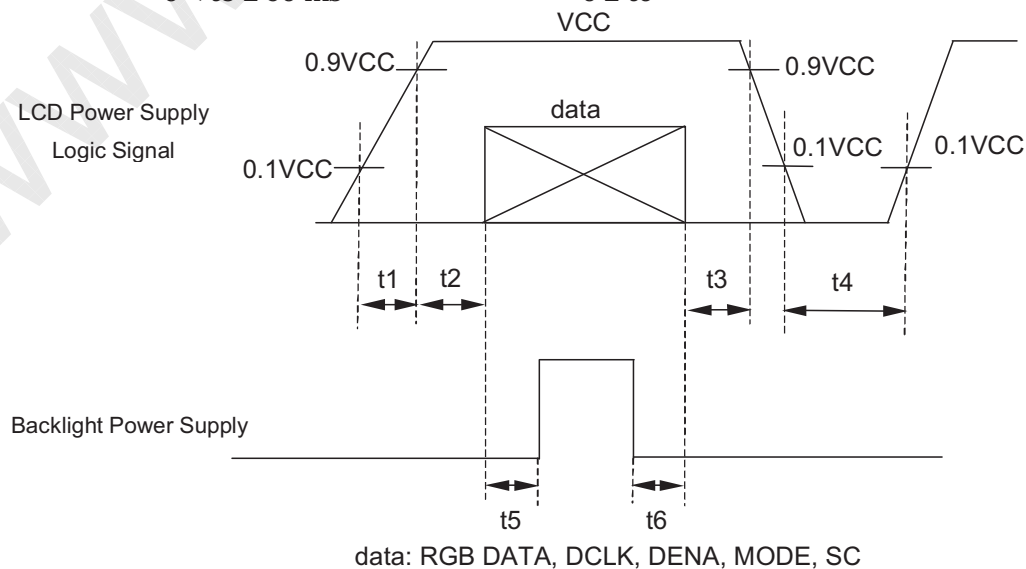 VCC
0.9VCC
0.9VCC
LCD Power Supply
data
Logic Signal
0.1VCC
0.1VCC
0.1VCC
t1
t2
t3
t4
Backlight Power Supply
t5
t6
data: RGB DATA, DCLK, DENA, MODE, SC